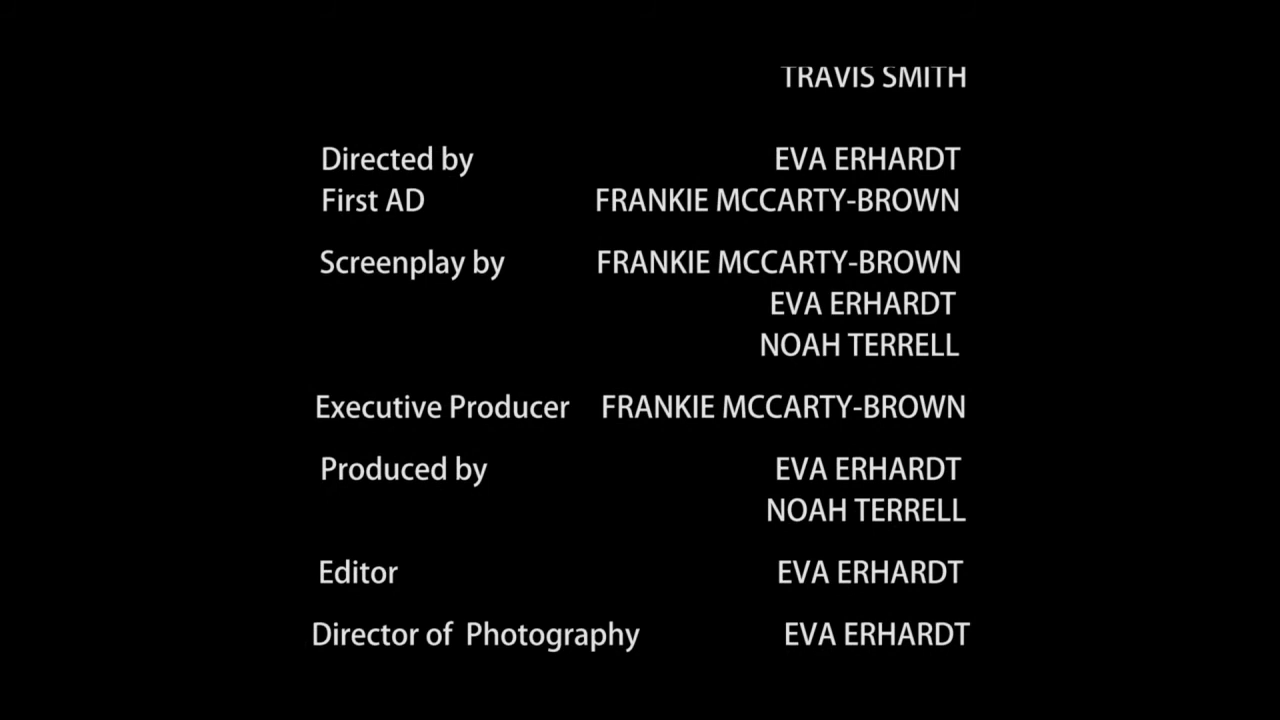 TRAVIS SMITH
Directed by EVA ERHARDT
First AD FRANKIE MCCARTY-BROWN
Screenplay by FRANKIE MCCARTY-BROWN
EVA ERHARDT
NOAH TERRELL
Executive Producer FRANKIE MCCARTY-BROWN
Produced by EVA ERHARDT
NOAH TERRELL
Editor EVA ERHARDT
Director of Photography EVA ERHARDT